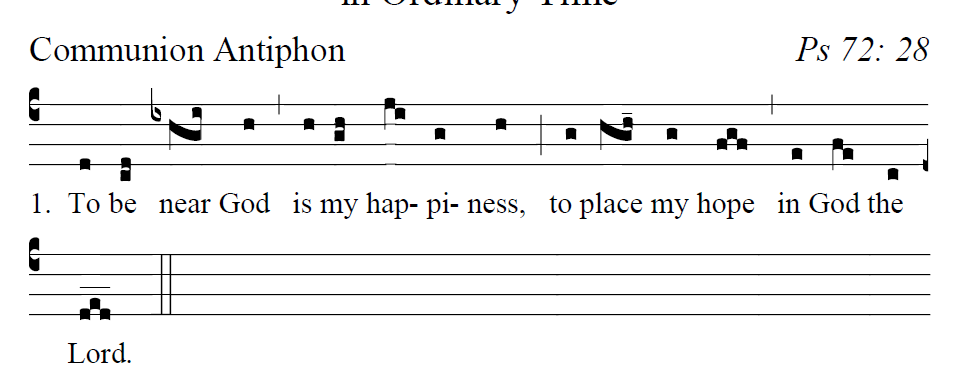 in Ordinary Time
Communion Antiphon Ps 72: 28
1. To be near God is my hap- pi- ness, to place my hope in God the
Lord.